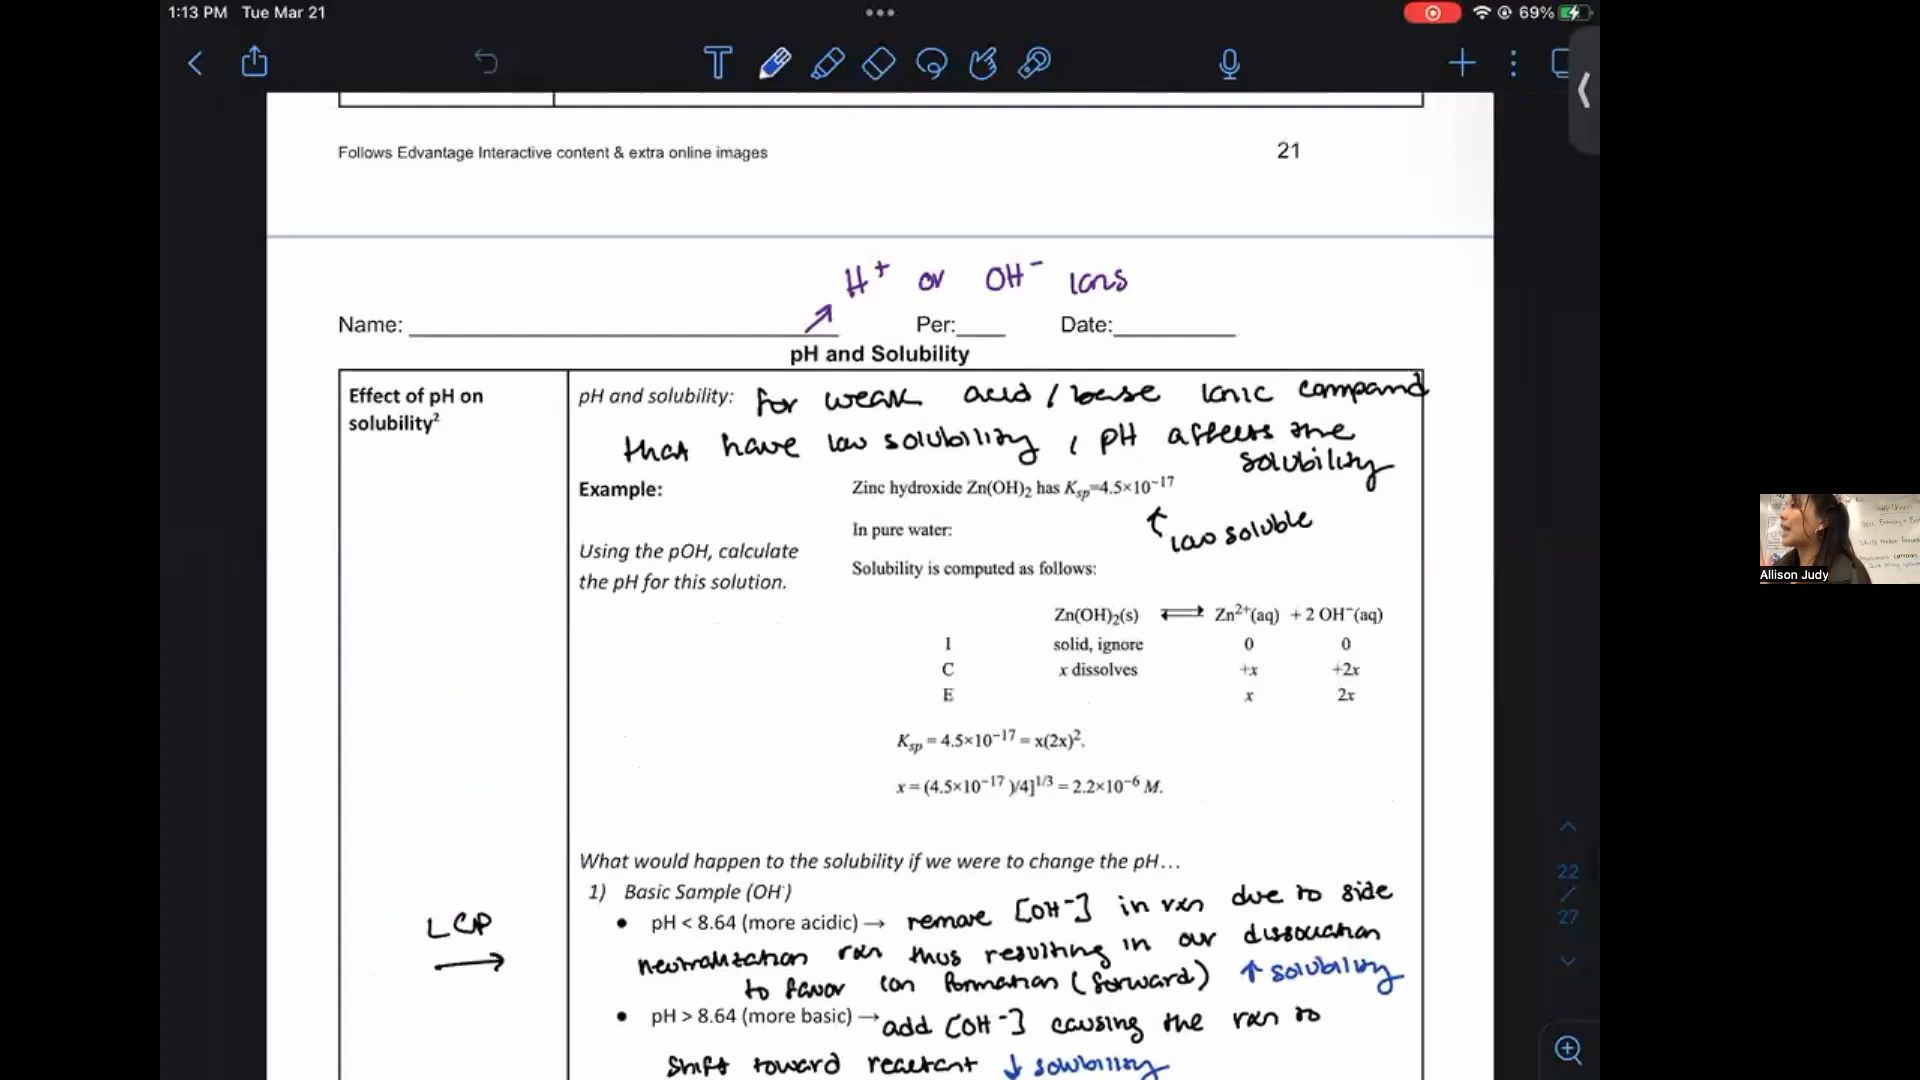 1:13 PM Tue Mar 21
69%
Follows Edvantage Interactive content & extra online images 21
H⁺ or OH⁻ ions
Name: ____ Per:____ Date:____
pH and Solubility
Effect of pH on
solubility²
pH and solubility: for weak acid / base ionic compound
that have low solubility, pH affects the
solubility
Example: Zinc hydroxide Zn(OH)₂ has Ksp=4.5×10⁻¹⁷
↑ low soluble
In pure water:
Using the pOH, calculate
the pH for this solution.
Solubility is computed as follows:
Zn(OH)₂(s) ⇌ Zn²⁺(aq) + 2 OH⁻(aq)
I solid, ignore 0 0
C x dissolves +x +2x
E x 2x
Ksp = 4.5×10⁻¹⁷ = x(2x)².
x = (4.5×10⁻¹⁷ )/4]¹/³ = 2.2×10⁻⁶ M.
What would happen to the solubility if we were to change the pH…
1) Basic Sample (OH⁻)
• pH < 8.64 (more acidic) → remove [OH⁻] in rxn due to side
neutralization rxn thus resulting in our dissociation
to favor ion formation (forward) ↑ solubility
LCP
→
• pH > 8.64 (more basic) → add [OH⁻] causing the rxn to
shift toward reactant ↓ solubility
22
/
27
Allison Judy